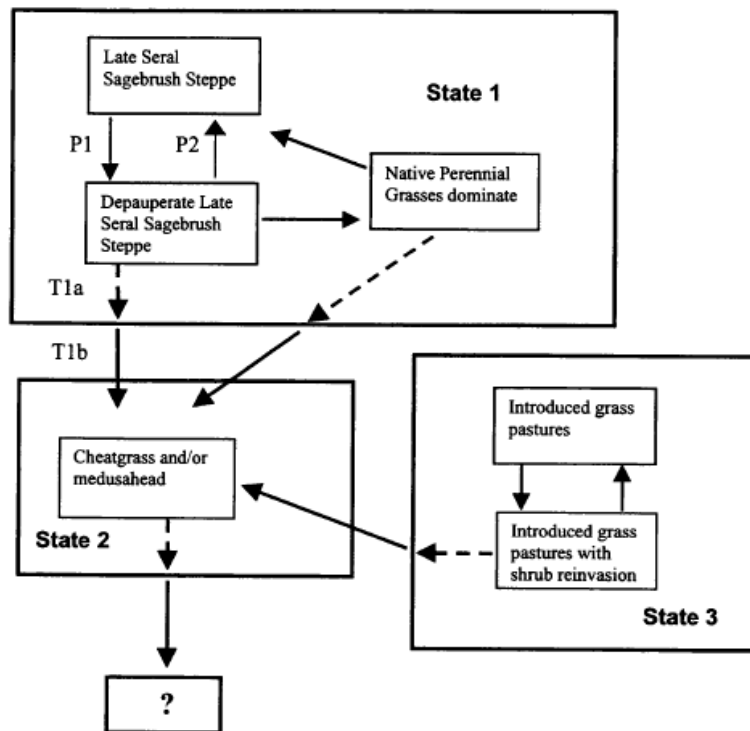 Late Seral
Sagebrush Steppe
State 1
P1
P2
Native Perennial
Grasses dominate
Depauperate Late
Seral Sagebrush
Steppe
T1a
T1b
Introduced grass
pastures
Cheatgrass and/or
medusahead
State 2
Introduced grass
pastures with
shrub reinvasion
State 3
?